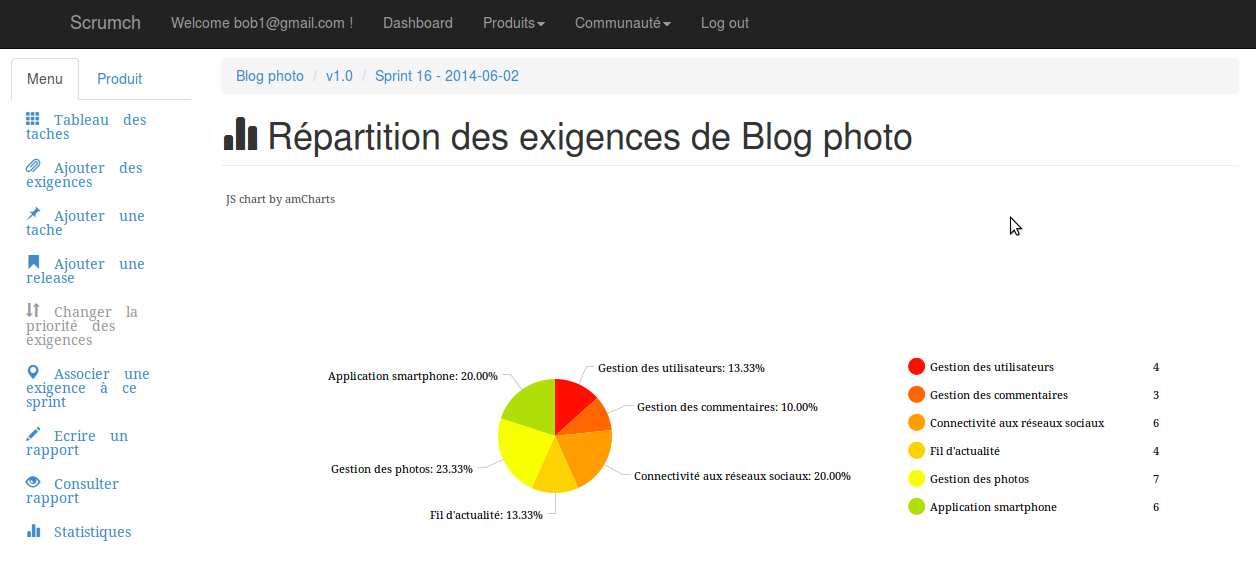 Scrumch Welcome bob1@gmail.com ! Dashboard Produits Communauté Log out
Menu Produit
Tableau des
taches
Ajouter des
exigences
Ajouter une
tache
Ajouter une
release
Changer la
priorité des
exigences
Associer une
exigence à ce
sprint
Ecrire un
rapport
Consulter
rapport
Statistiques
Blog photo / v1.0 / Sprint 16 - 2014-06-02
Répartition des exigences de Blog photo
JS chart by amCharts
Application smartphone: 20.00%
Gestion des utilisateurs: 13.33%
Gestion des commentaires: 10.00%
Gestion des photos: 23.33%
Connectivité aux réseaux sociaux: 20.00%
Fil d'actualité: 13.33%
Gestion des utilisateurs 4
Gestion des commentaires 3
Connectivité aux réseaux sociaux 6
Fil d'actualité 4
Gestion des photos 7
Application smartphone 6